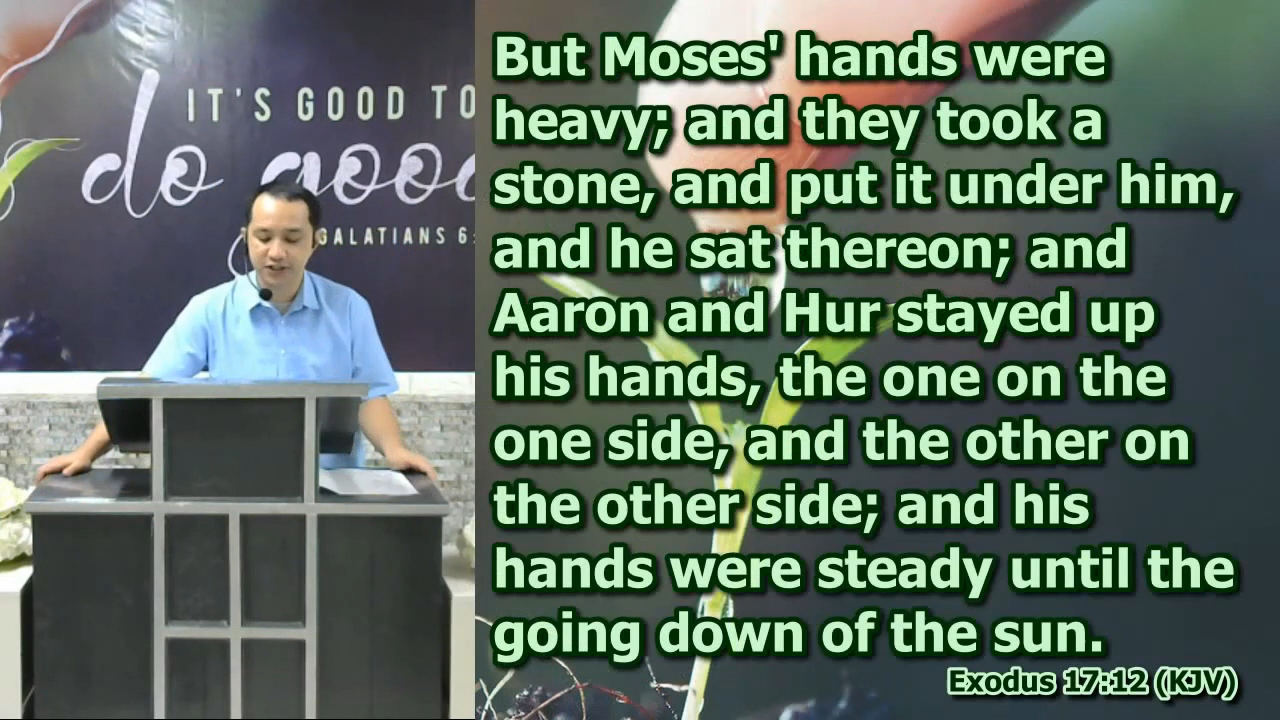 IT'S GOOD TO
do good
GALATIANS 6:
But Moses' hands were
heavy; and they took a
stone, and put it under him,
and he sat thereon; and
Aaron and Hur stayed up
his hands, the one on the
one side, and the other on
the other side; and his
hands were steady until the
going down of the sun.
Exodus 17:12 (KJV)